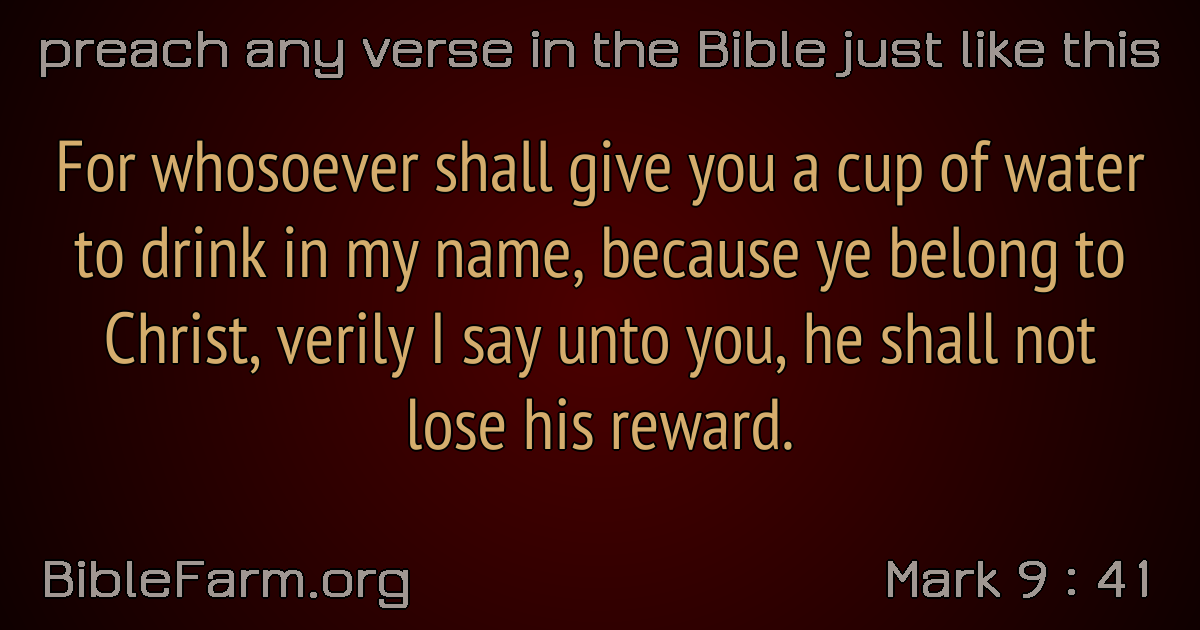 preach any verse in the Bible just like this
For whosoever shall give you a cup of water
to drink in my name, because ye belong to
Christ, verily I say unto you, he shall not
lose his reward.
BibleFarm.org
Mark 9 : 41